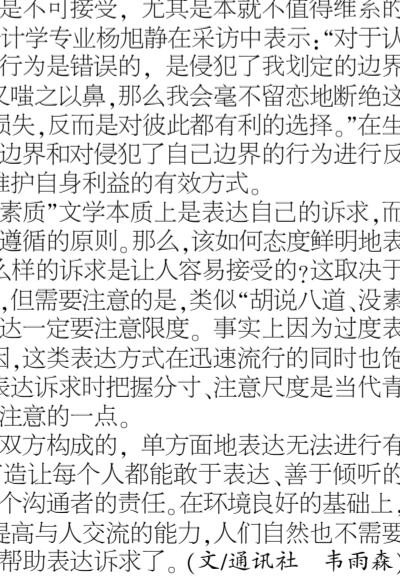 是不可接受，尤其是本就不值得维系的
计学专业杨旭静在采访中表示：“对于认
行为是错误的，是侵犯了我划定的边界
又嗤之以鼻，那么我会毫不留恋地断绝这
损失，反而是对彼此都有利的选择。”在生
边界和对侵犯了自己边界的行为进行反
维护自身利益的有效方式。
素质”文学本质上是表达自己的诉求，而
遵循的原则。那么，该如何态度鲜明地表
么样的诉求是让人容易接受的？这取决于
，但需要注意的是，类似“胡说八道、没素
达一定要注意限度。事实上因为过度表
因，这类表达方式在迅速流行的同时也饱
表达诉求时把握分寸、注意尺度是当代青
注意的一点。
双方构成的，单方面地表达无法进行有
造让每个人都能敢于表达、善于倾听的
个沟通者的责任。在环境良好的基础上，
提高与人交流的能力，人们自然也不需要
帮助表达诉求了。（文/通讯社　韦雨森）